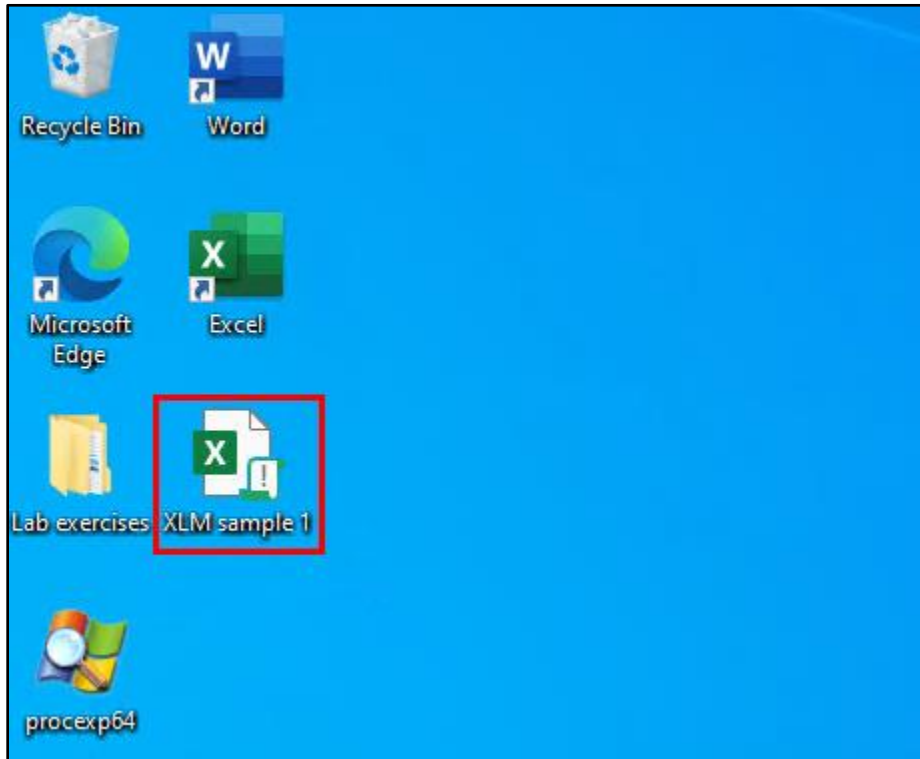 Recycle Bin
W
Word
Microsoft
Edge
X
Excel
Lab exercises
X
XLM sample 1
procexp64